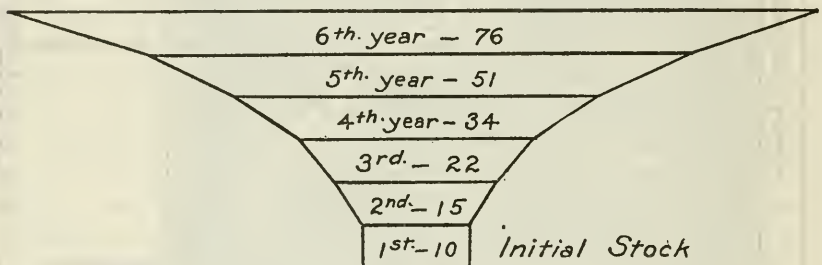 6th. year – 76
5th. year – 51
4th. year – 34
3rd. – 22
2nd. – 15
1st. – 10 Initial Stock